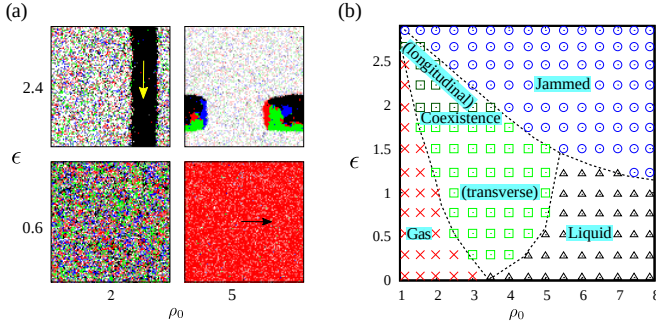 (a)
2.4
ϵ
0.6
2
5
ρ0
(b)
2.5
2
1.5
1
0.5
0
ϵ
(longitudinal)
Jammed
Coexistence
(transverse)
Gas
Liquid
1 2 3 4 5 6 7 8
ρ0